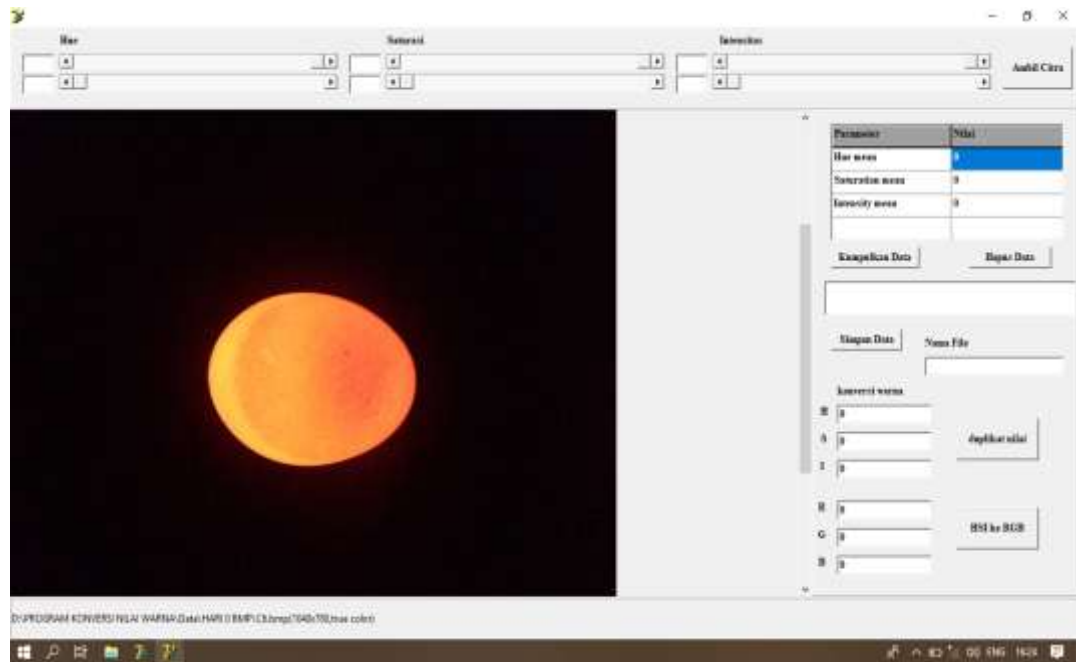 Hue Saturasi Intensitas
Ambil Citra
Parameter Nilai
Hue mean 0
Saturation mean 0
Intensity mean 0
Kumpulkan Data Hapus Data
Simpan Data Nama File
konversi warna
H 0
S 0
duplikat nilai
I 0
R 0
HSI ke RGB
G 0
B 0
ENG